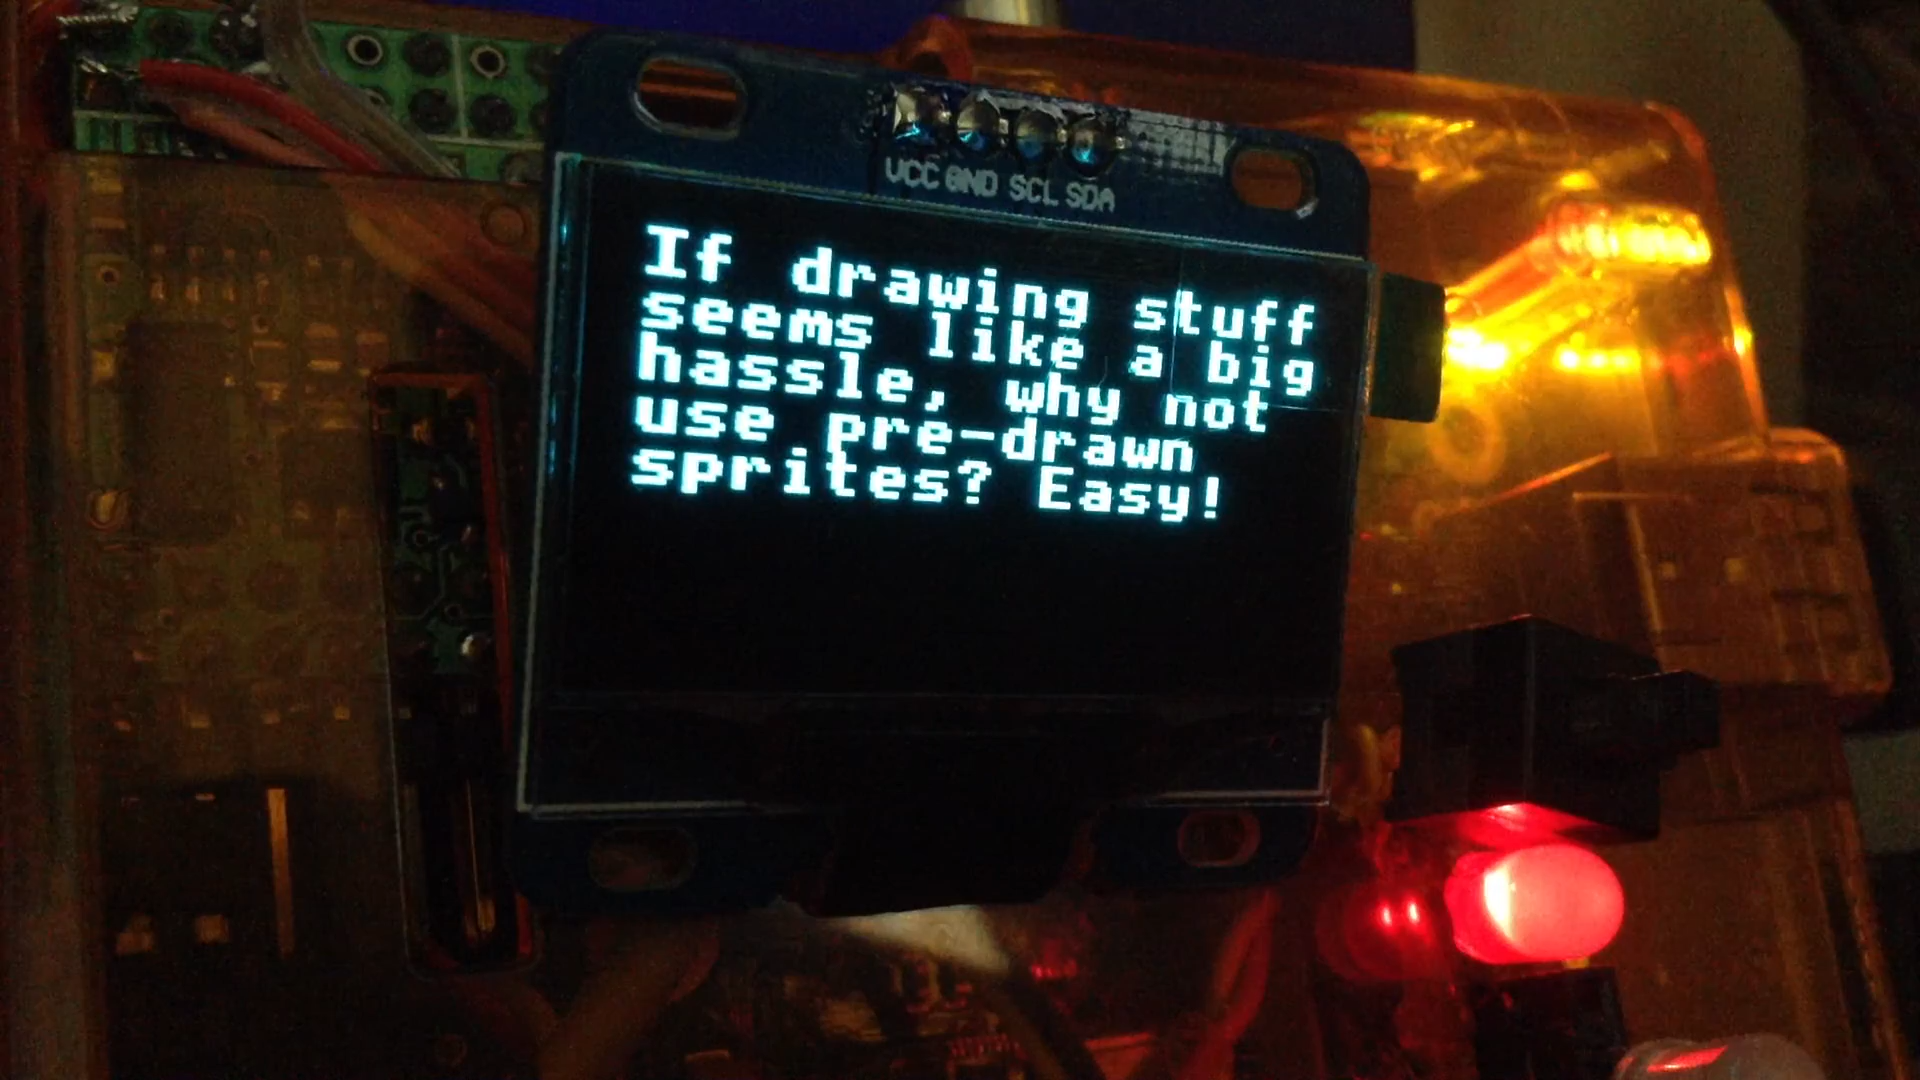 VCC GND SCL SDA
If drawing stuff
seems like a big
hassle, why not
use pre-drawn
sprites? Easy!